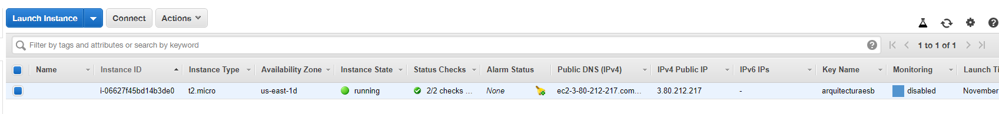 Launch Instance Connect Actions
Filter by tags and attributes or search by keyword ? 1 to 1 of 1
Name Instance ID Instance Type Availability Zone Instance State Status Checks Alarm Status Public DNS (IPv4) IPv4 Public IP IPv6 IPs Key Name Monitoring Launch Ti
i-06627f45bd14b3de0 t2.micro us-east-1d running 2/2 checks ... None ec2-3-80-212-217.com... 3.80.212.217 - arquitecturaesb disabled November